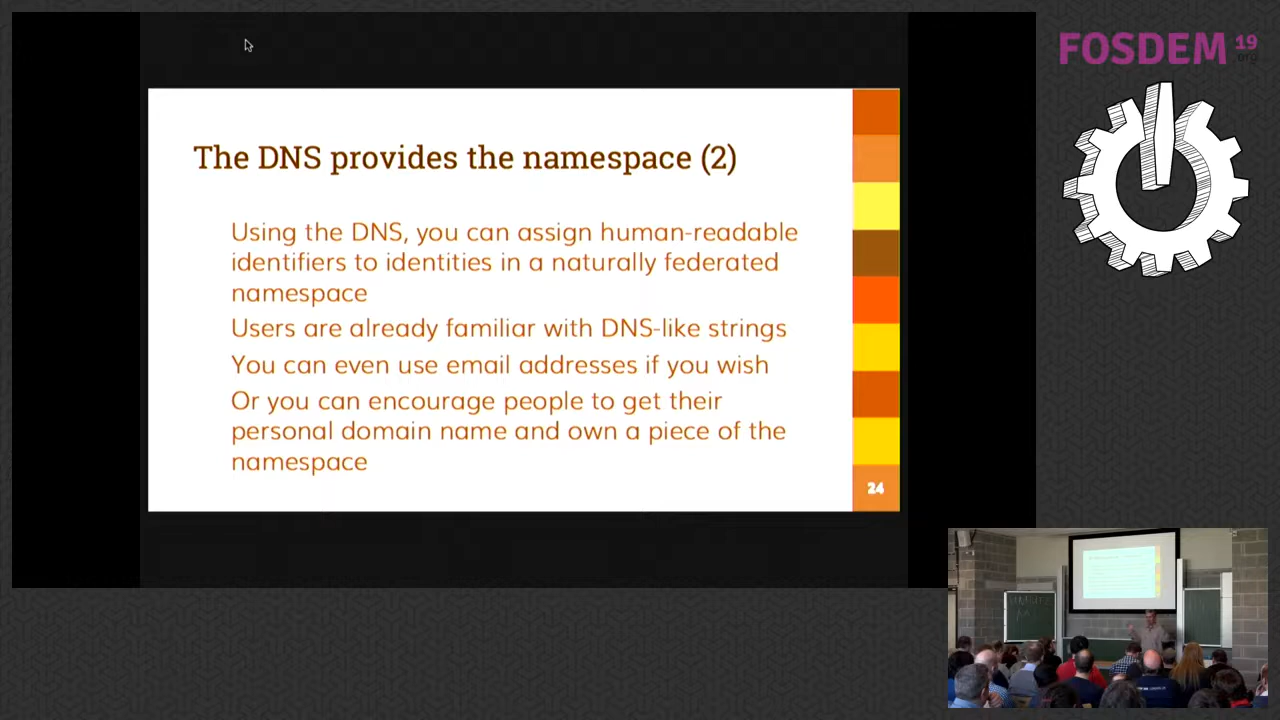 FOSDEM 19
.org
The DNS provides the namespace (2)
Using the DNS, you can assign human-readable
identifiers to identities in a naturally federated
namespace
Users are already familiar with DNS-like strings
You can even use email addresses if you wish
Or you can encourage people to get their
personal domain name and own a piece of the
namespace
24